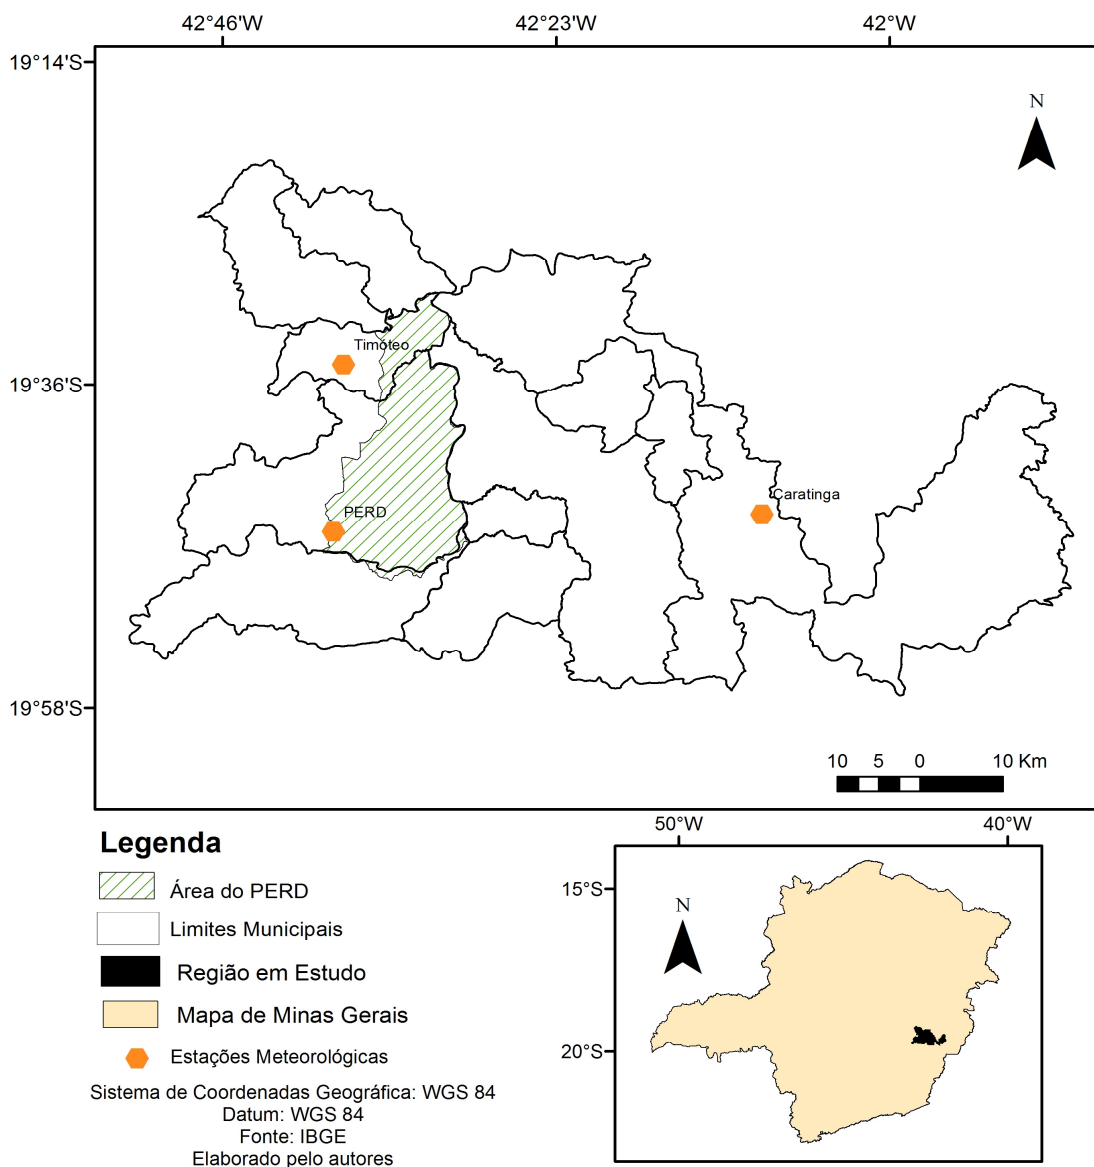 42°46'W 42°23'W 42°W
19°14'S
N
Timóteo
19°36'S
Caratinga
PERD
19°58'S
10 5 0 10 Km
Legenda
Área do PERD
Limites Municipais
Região em Estudo
Mapa de Minas Gerais
Estações Meteorológicas
Sistema de Coordenadas Geográfica: WGS 84
Datum: WGS 84
Fonte: IBGE
Elaborado pelo autores
50°W 40°W
15°S
N
20°S